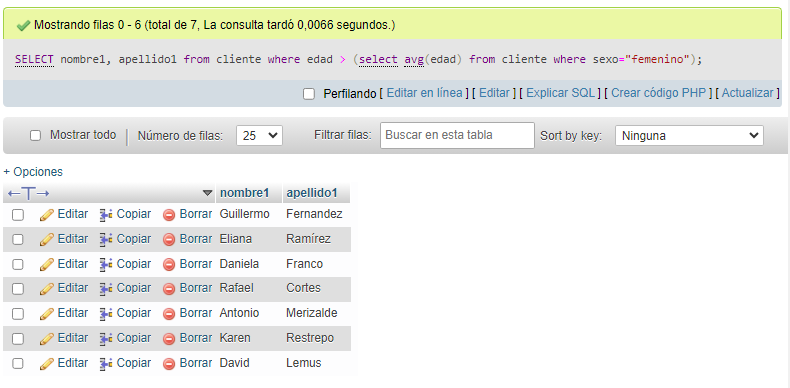 Mostrando filas 0 - 6 (total de 7, La consulta tardó 0,0066 segundos.)
SELECT nombre1, apellido1 from cliente where edad > (select avg(edad) from cliente where sexo="femenino");
Perfilando [ Editar en línea ] [ Editar ] [ Explicar SQL ] [ Crear código PHP ] [ Actualizar ]
Mostrar todo Número de filas: 25 Filtrar filas: Buscar en esta tabla Sort by key: Ninguna
+ Opciones
←T→ nombre1 apellido1
Editar Copiar Borrar Guillermo Fernandez
Editar Copiar Borrar Eliana Ramírez
Editar Copiar Borrar Daniela Franco
Editar Copiar Borrar Rafael Cortes
Editar Copiar Borrar Antonio Merizalde
Editar Copiar Borrar Karen Restrepo
Editar Copiar Borrar David Lemus